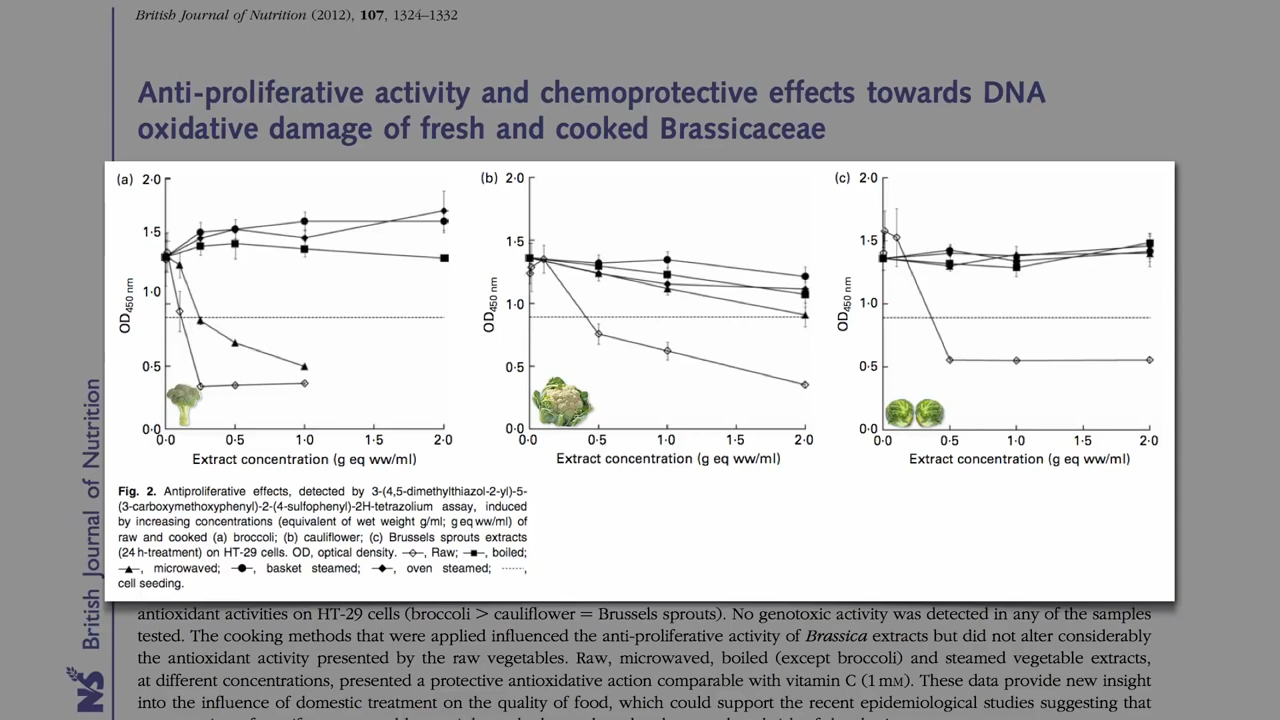 British Journal of Nutrition (2012), 107, 1324–1332
Anti-proliferative activity and chemoprotective effects towards DNA
oxidative damage of fresh and cooked Brassicaceae
(a)
2·0
1·5
1·0
0·5
0·0
OD450 nm
0·0 0·5 1·0 1·5 2·0
Extract concentration (g eq ww/ml)
(b)
2·0
1·5
1·0
0·5
0·0
OD450 nm
0·0 0·5 1·0 1·5 2·0
Extract concentration (g eq ww/ml)
(c)
2·0
1·5
1·0
0·5
0·0
OD450 nm
0·0 0·5 1·0 1·5 2·0
Extract concentration (g eq ww/ml)
Fig. 2. Antiproliferative effects, detected by 3-(4,5-dimethylthiazol-2-yl)-5-
(3-carboxymethoxyphenyl)-2-(4-sulfophenyl)-2H-tetrazolium assay, induced
by increasing concentrations (equivalent of wet weight g/ml; g eq ww/ml) of
raw and cooked (a) broccoli; (b) cauliflower; (c) Brussels sprouts extracts
(24 h-treatment) on HT-29 cells. OD, optical density. , Raw; , boiled;
, microwaved; , basket steamed; , oven steamed; ,
cell seeding.
British Journal of Nutrition
NS
antioxidant activities on HT-29 cells (broccoli > cauliflower = Brussels sprouts). No genotoxic activity was detected in any of the samples
tested. The cooking methods that were applied influenced the anti-proliferative activity of Brassica extracts but did not alter considerably
the antioxidant activity presented by the raw vegetables. Raw, microwaved, boiled (except broccoli) and steamed vegetable extracts,
at different concentrations, presented a protective antioxidative action comparable with vitamin C (1 mM). These data provide new insight
into the influence of domestic treatment on the quality of food, which could support the recent epidemiological studies suggesting that